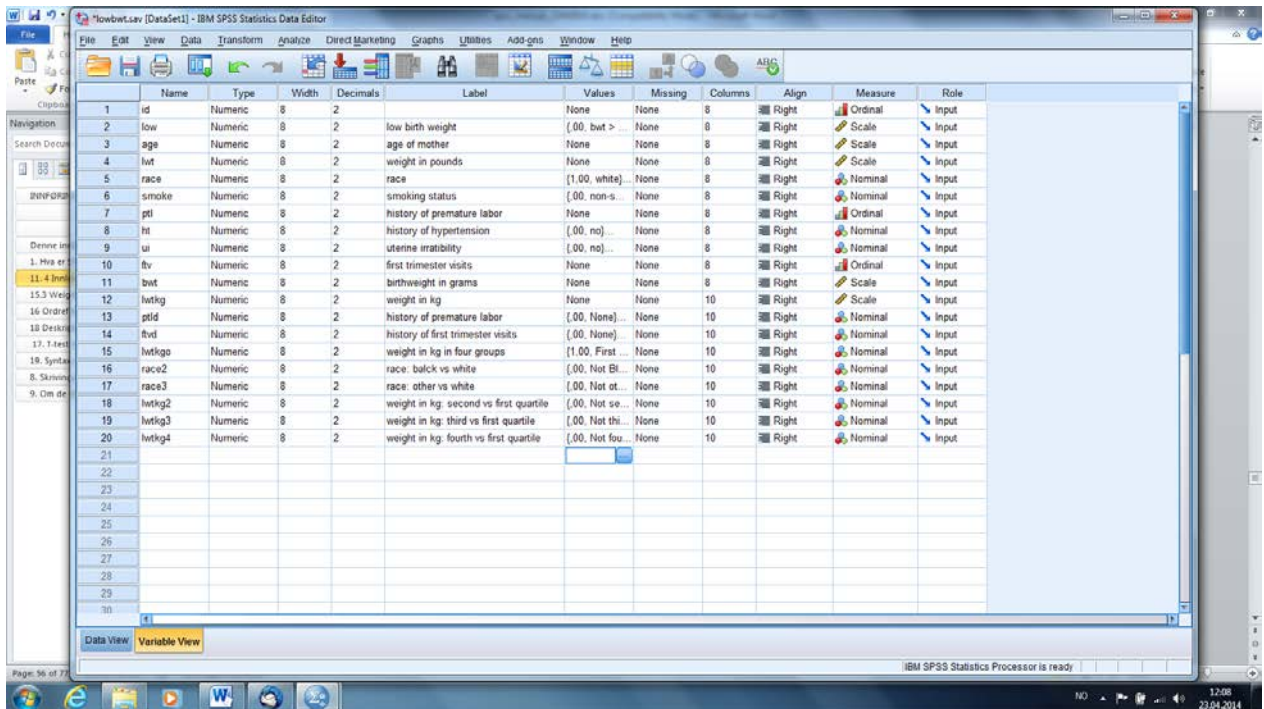 *lowbwt.sav [DataSet1] - IBM SPSS Statistics Data Editor
File Edit View Data Transform Analyze Direct Marketing Graphs Utilities Add-ons Window Help
File
Paste
Navigation
Name Type Width Decimals Label Values Missing Columns Align Measure Role
1 id Numeric 8 2 None None 8 Right Ordinal Input
2 low Numeric 8 2 low birth weight {,00, bwt > ... None 8 Right Scale Input
3 age Numeric 8 2 age of mother None None 8 Right Scale Input
4 lwt Numeric 8 2 weight in pounds None None 8 Right Scale Input
5 race Numeric 8 2 race {1,00, white}... None 8 Right Nominal Input
6 smoke Numeric 8 2 smoking status {,00, non-s... None 8 Right Nominal Input
7 ptl Numeric 8 2 history of premature labor None None 8 Right Ordinal Input
8 ht Numeric 8 2 history of hypertension {,00, no}... None 8 Right Nominal Input
9 ui Numeric 8 2 uterine irratibility {,00, no}... None 8 Right Nominal Input
10 ftv Numeric 8 2 first trimester visits None None 8 Right Ordinal Input
11 bwt Numeric 8 2 birthweight in grams None None 8 Right Scale Input
12 lwtkg Numeric 8 2 weight in kg None None 10 Right Scale Input
13 ptld Numeric 8 2 history of premature labor {,00, None}... None 10 Right Nominal Input
14 ftvd Numeric 8 2 history of first trimester visits {,00, None}... None 10 Right Nominal Input
15 lwtkgo Numeric 8 2 weight in kg in four groups {1,00, First ... None 10 Right Nominal Input
16 race2 Numeric 8 2 race: balck vs white {,00, Not Bl... None 10 Right Nominal Input
17 race3 Numeric 8 2 race: other vs white {,00, Not ot... None 10 Right Nominal Input
18 lwtkg2 Numeric 8 2 weight in kg: second vs first quartile {,00, Not se... None 10 Right Nominal Input
19 lwtkg3 Numeric 8 2 weight in kg: third vs first quartile {,00, Not thi... None 10 Right Nominal Input
20 lwtkg4 Numeric 8 2 weight in kg: fourth vs first quartile {,00, Not fou... None 10 Right Nominal Input
21
22
23
24
25
26
27
28
29
30
Data View Variable View
IBM SPSS Statistics Processor is ready
Page: 56 of 77
NO 12:08
23.04.2014